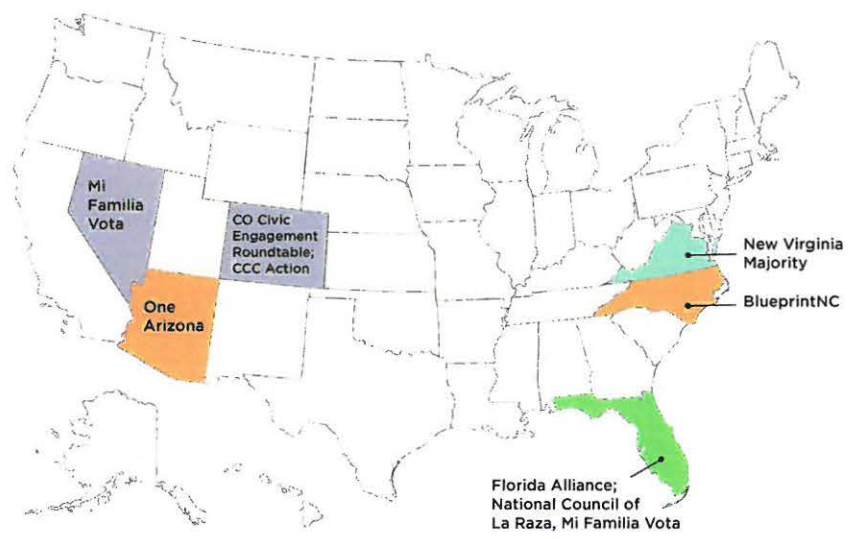 Mi
Familia
Vota
CO Civic
Engagement
Roundtable;
CCC Action
One
Arizona
New Virginia
Majority
BlueprintNC
Florida Alliance;
National Council of
La Raza, Mi Familia Vota